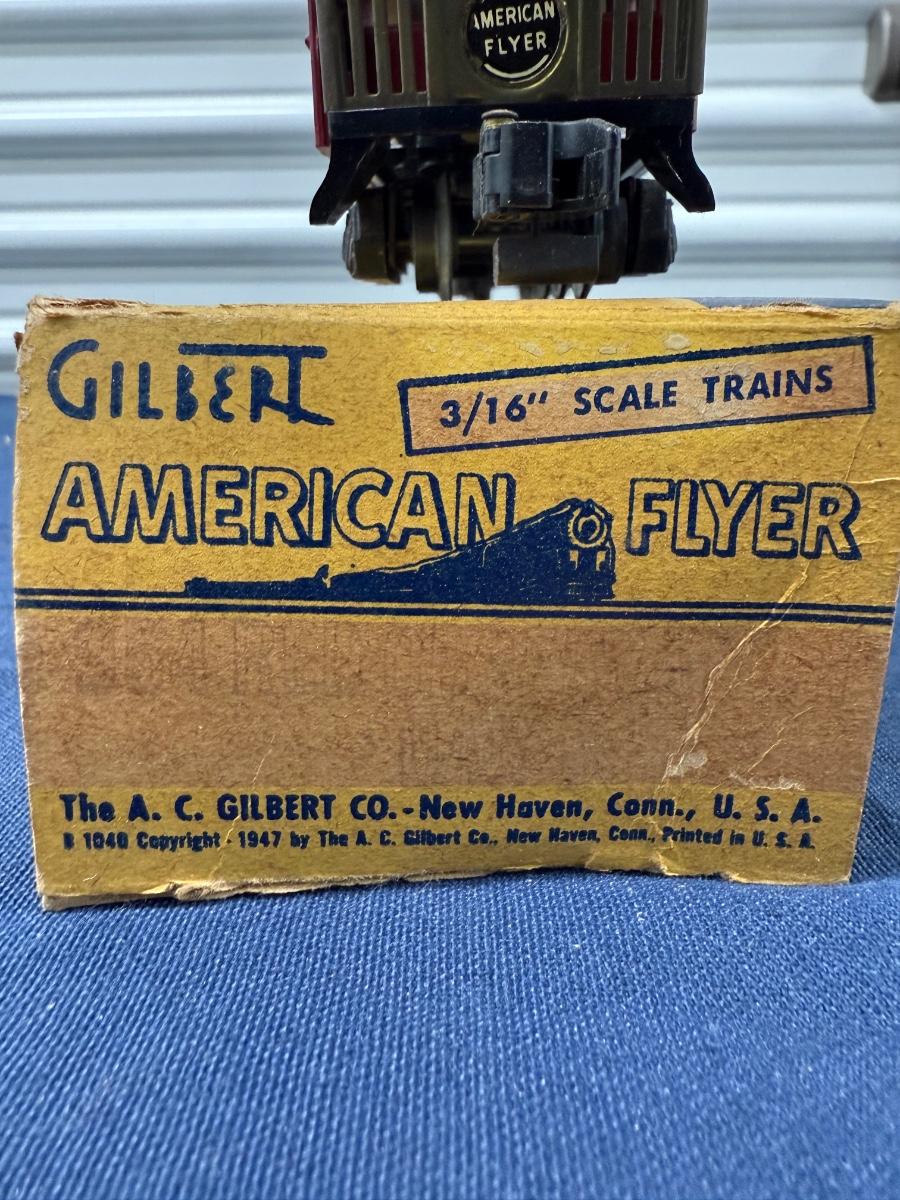 AMERICAN
FLYER
GILBERT
3/16" SCALE TRAINS
AMERICAN FLYER
The A. C. GILBERT CO.-New Haven, Conn., U. S. A.
1040 Copyright - 1947 by The A. C. Gilbert Co., New Haven, Conn., Printed in U. S. A.